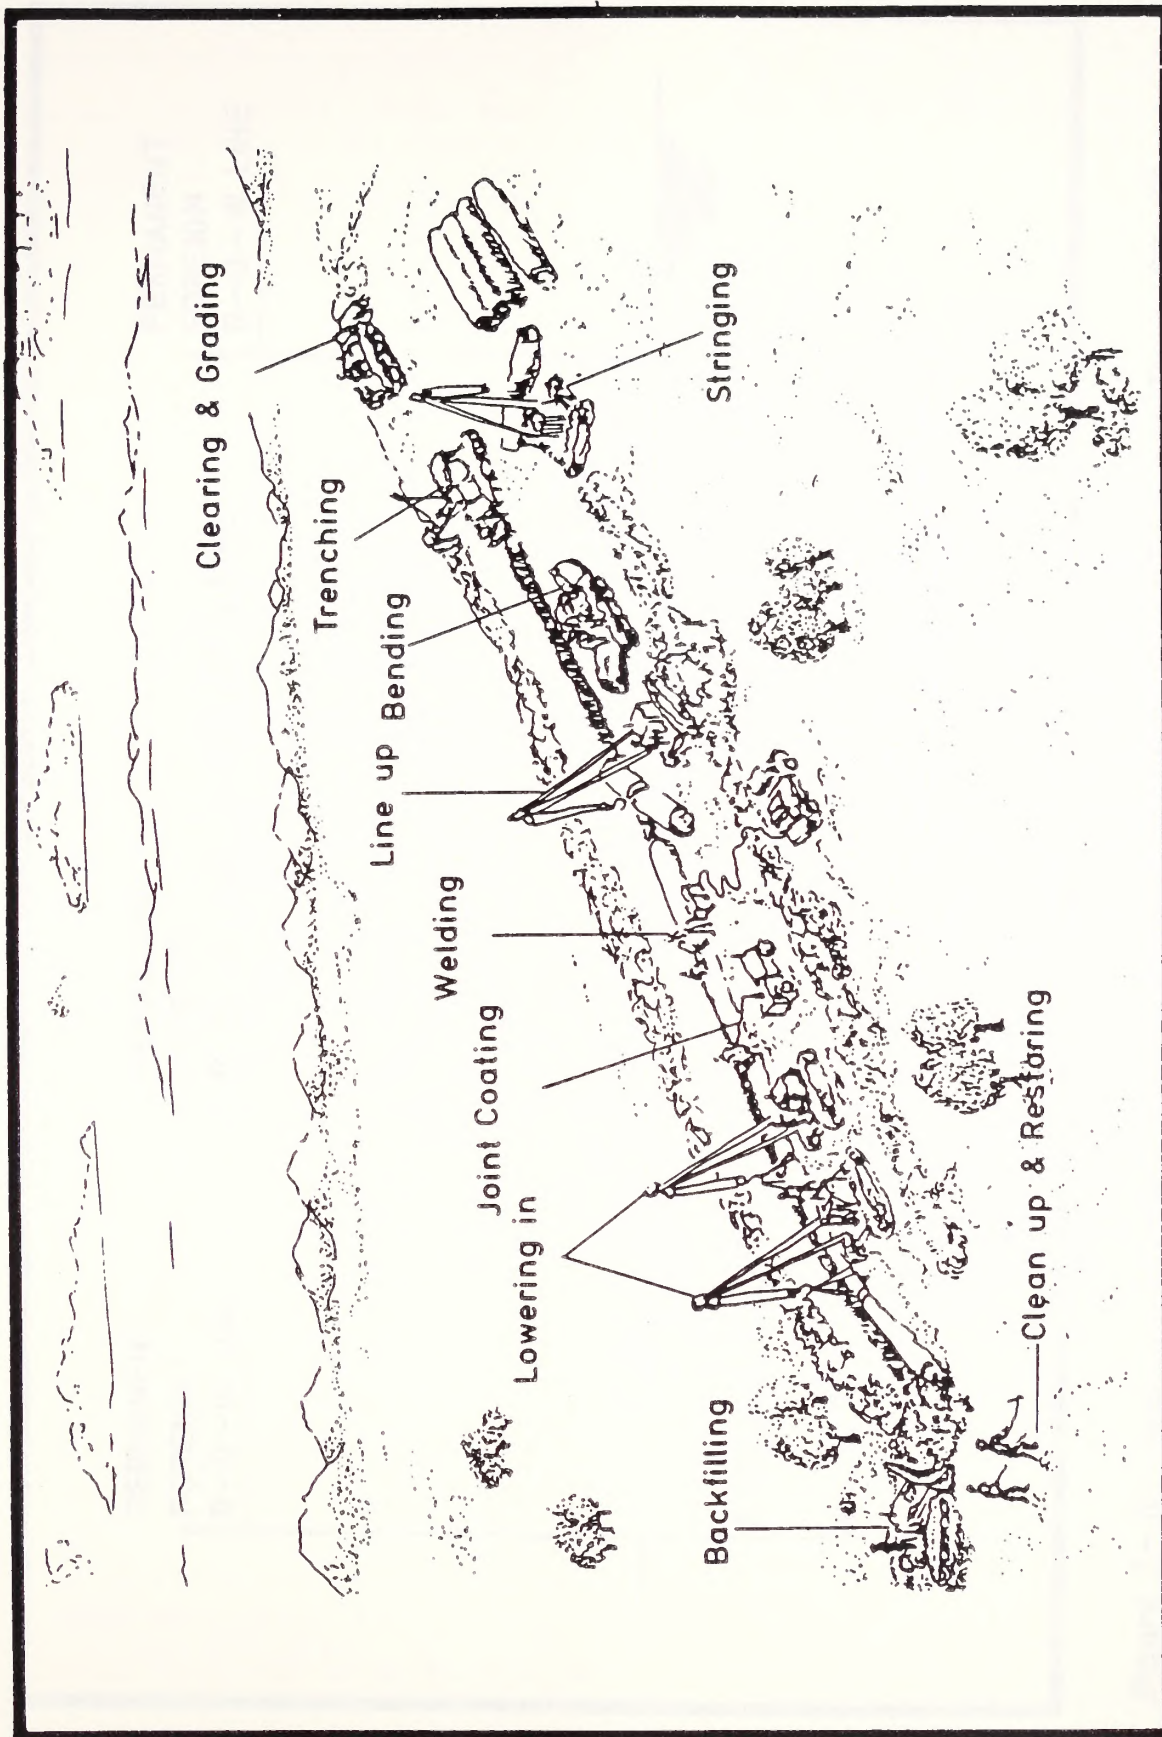 Clearing & Grading
Trenching
Bending
Line up
Welding
Joint Coating
Lowering in
Backfilling
Stringing
Clean up & Restoring